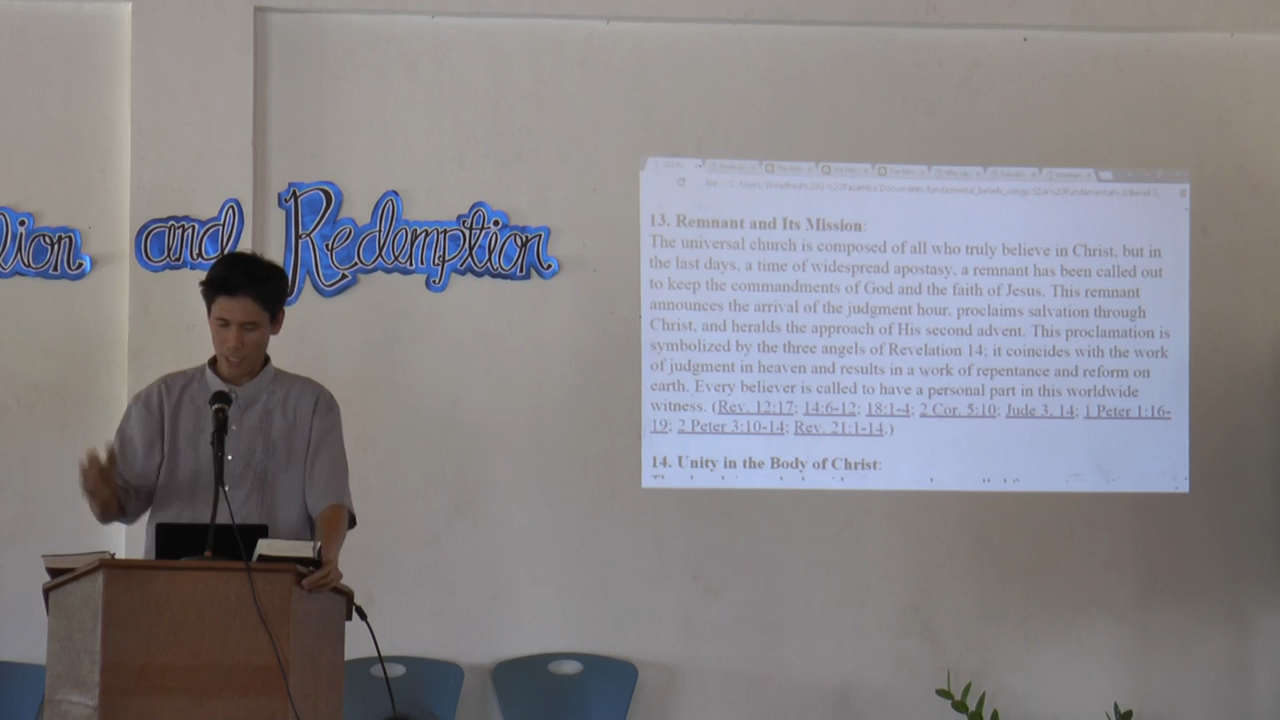 tion and Redemption
13. Remnant and Its Mission:
The universal church is composed of all who truly believe in Christ, but in
the last days, a time of widespread apostasy, a remnant has been called out
to keep the commandments of God and the faith of Jesus. This remnant
announces the arrival of the judgment hour, proclaims salvation through
Christ, and heralds the approach of His second advent. This proclamation is
symbolized by the three angels of Revelation 14; it coincides with the work
of judgment in heaven and results in a work of repentance and reform on
earth. Every believer is called to have a personal part in this worldwide
witness. (Rev. 12:17; 14:6-12; 18:1-4; 2 Cor. 5:10; Jude 3, 14; 1 Peter 1:16-
19; 2 Peter 3:10-14; Rev. 21:1-14.)
14. Unity in the Body of Christ: